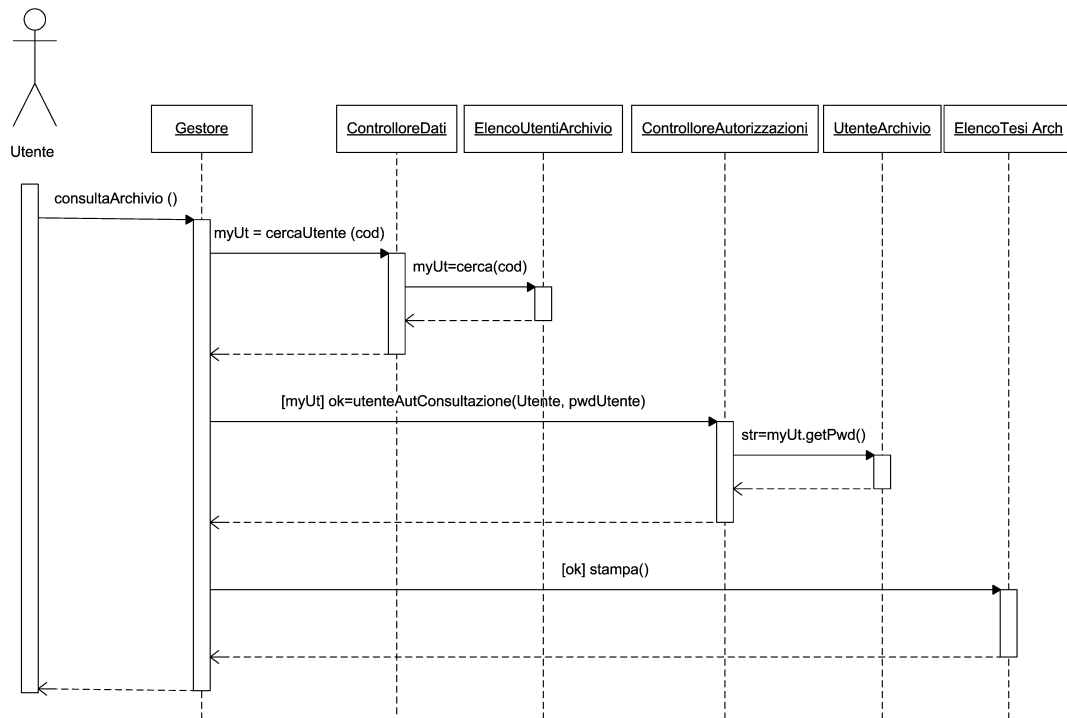 Utente
Gestore
ControlloreDati
ElencoUtentiArchivio
ControlloreAutorizzazioni
UtenteArchivio
ElencoTesi Arch
consultaArchivio ()
myUt = cercaUtente (cod)
myUt=cerca(cod)
[myUt] ok=utenteAutConsultazione(Utente, pwdUtente)
str=myUt.getPwd()
[ok] stampa()